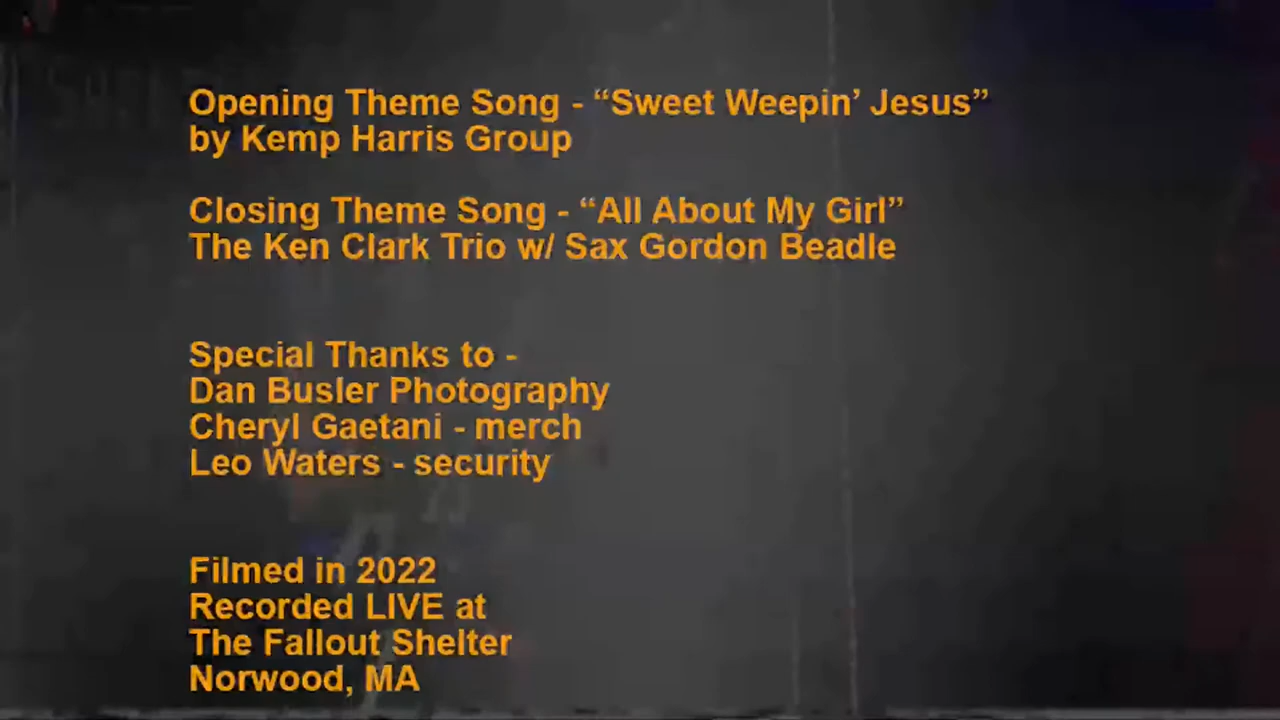 Opening Theme Song - “Sweet Weepin’ Jesus”
by Kemp Harris Group
Closing Theme Song - “All About My Girl”
The Ken Clark Trio w/ Sax Gordon Beadle
Special Thanks to -
Dan Busler Photography
Cheryl Gaetani - merch
Leo Waters - security
Filmed in 2022
Recorded LIVE at
The Fallout Shelter
Norwood, MA